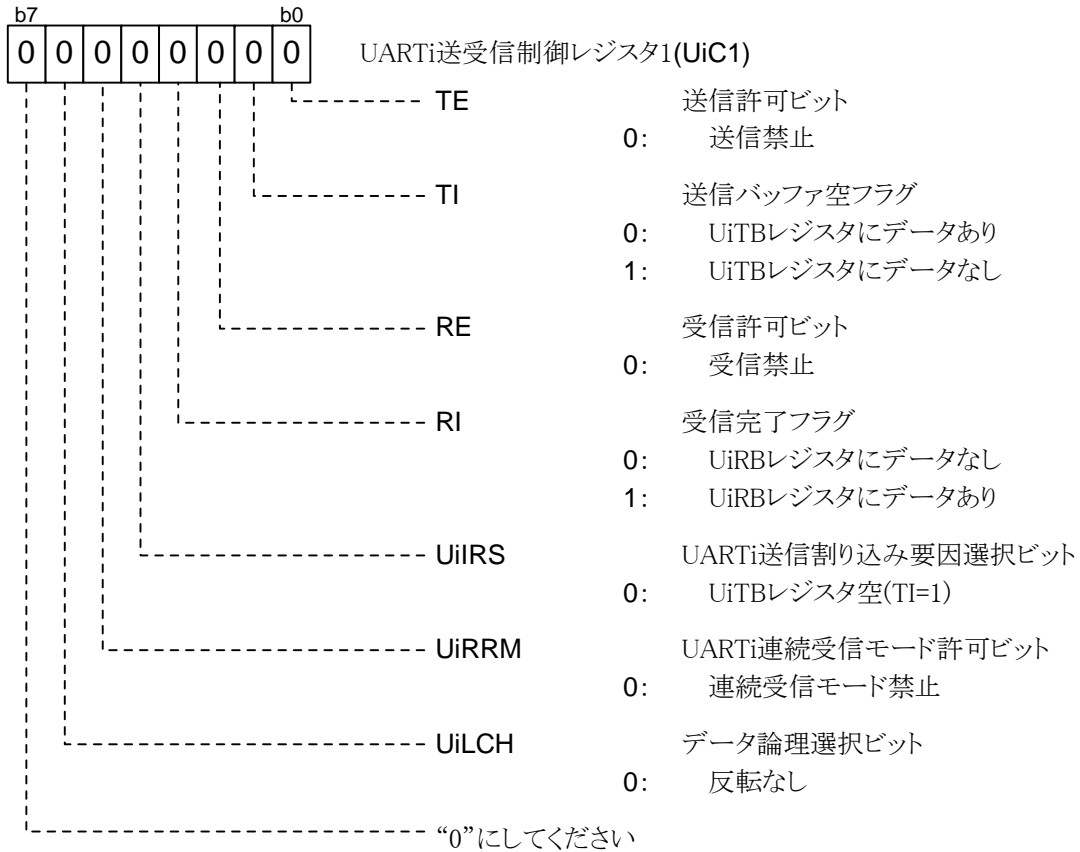 b7 b0
0 0 0 0 0 0 0 0 UARTi送受信制御レジスタ1(UiC1)
TE 送信許可ビット
0: 送信禁止
TI 送信バッファ空フラグ
0: UiTBレジスタにデータあり
1: UiTBレジスタにデータなし
RE 受信許可ビット
0: 受信禁止
RI 受信完了フラグ
0: UiRBレジスタにデータなし
1: UiRBレジスタにデータあり
UiIRS UARTi送信割り込み要因選択ビット
0: UiTBレジスタ空(TI=1)
UiRRM UARTi連続受信モード許可ビット
0: 連続受信モード禁止
UiLCH データ論理選択ビット
0: 反転なし
“0”にしてください